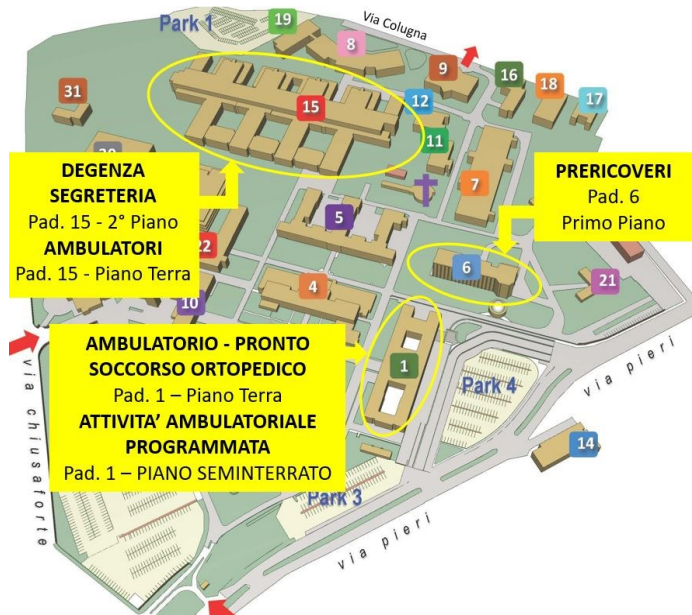 19
Park 1
Via Colugna
8
9
16
18
17
31
15
12
11
7
DEGENZA
SEGRETERIA
Pad. 15 - 2° Piano
AMBULATORI
Pad. 15 - Piano Terra
PRERICOVERI
Pad. 6
Primo Piano
5
22
6
21
4
10
AMBULATORIO - PRONTO
SOCCORSO ORTOPEDICO
Pad. 1 – Piano Terra
ATTIVITA’ AMBULATORIALE
PROGRAMMATA
Pad. 1 – PIANO SEMINTERRATO
1
Park 4
via pieri
14
via chiusaforte
Park 3
via pieri